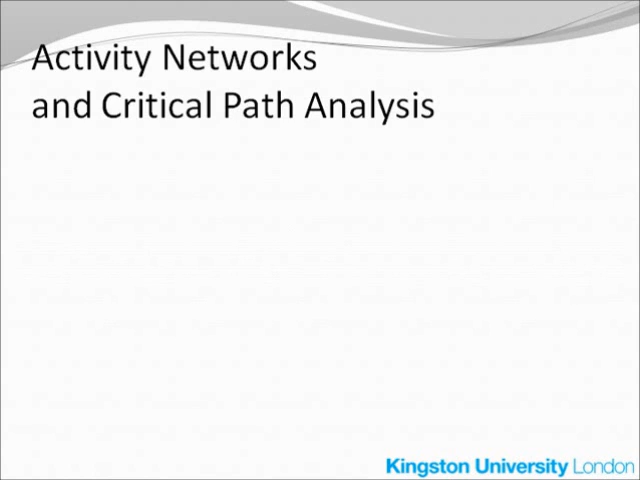 Activity Networks
and Critical Path Analysis
Kingston University London